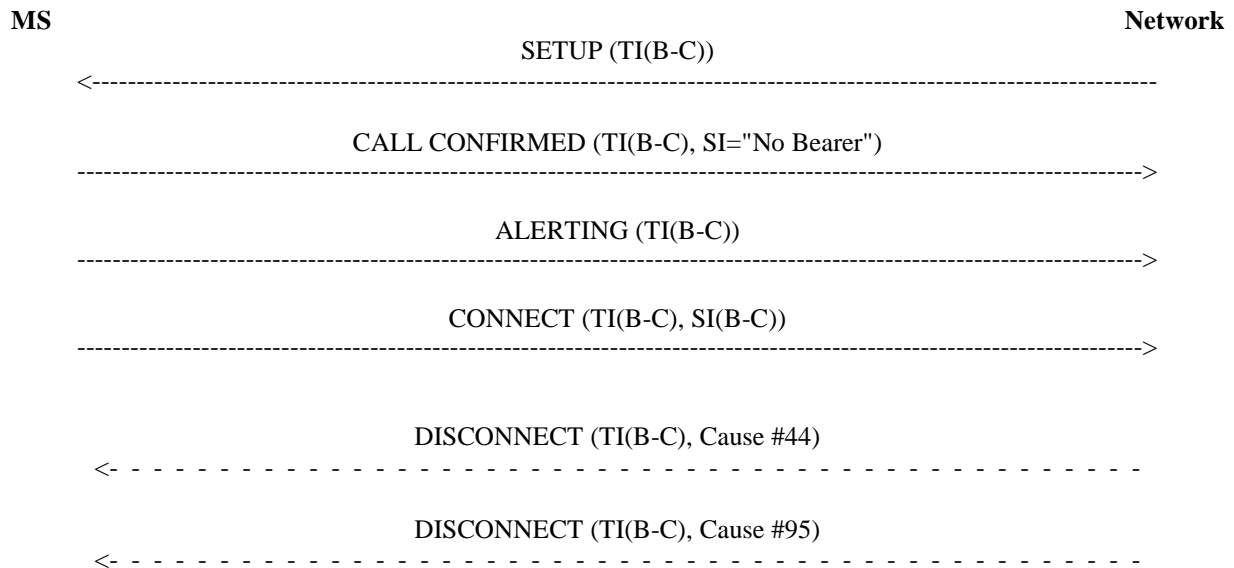 MS Network
SETUP (TI(B-C))
CALL CONFIRMED (TI(B-C), SI="No Bearer")
ALERTING (TI(B-C))
CONNECT (TI(B-C), SI(B-C))
DISCONNECT (TI(B-C), Cause #44)
DISCONNECT (TI(B-C), Cause #95)